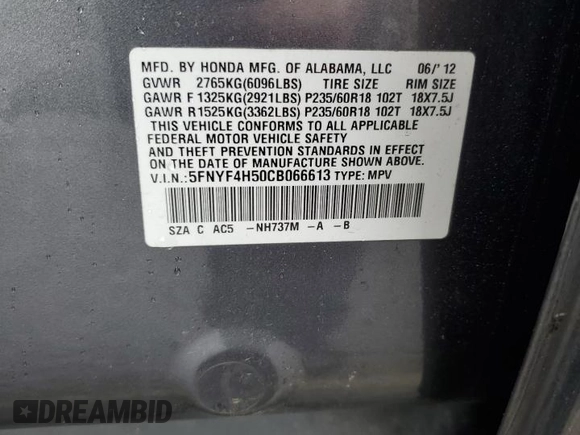 MFD. BY HONDA MFG. OF ALABAMA, LLC 06/'12
GVWR 2765KG(6096LBS) TIRE SIZE RIM SIZE
GAWR F 1325KG(2921LBS) P235/60R18 102T 18X7.5J
GAWR R1525KG(3362LBS) P235/60R18 102T 18X7.5J
THIS VEHICLE CONFORMS TO ALL APPLICABLE
FEDERAL MOTOR VEHICLE SAFETY
AND THEFT PREVENTION STANDARDS IN EFFECT
ON THE DATE OF MANUFACTURE SHOWN ABOVE.
V.I.N.:5FNYF4H50CB066613 TYPE: MPV
SZA C AC5 -NH737M -A -B
DREAMBID